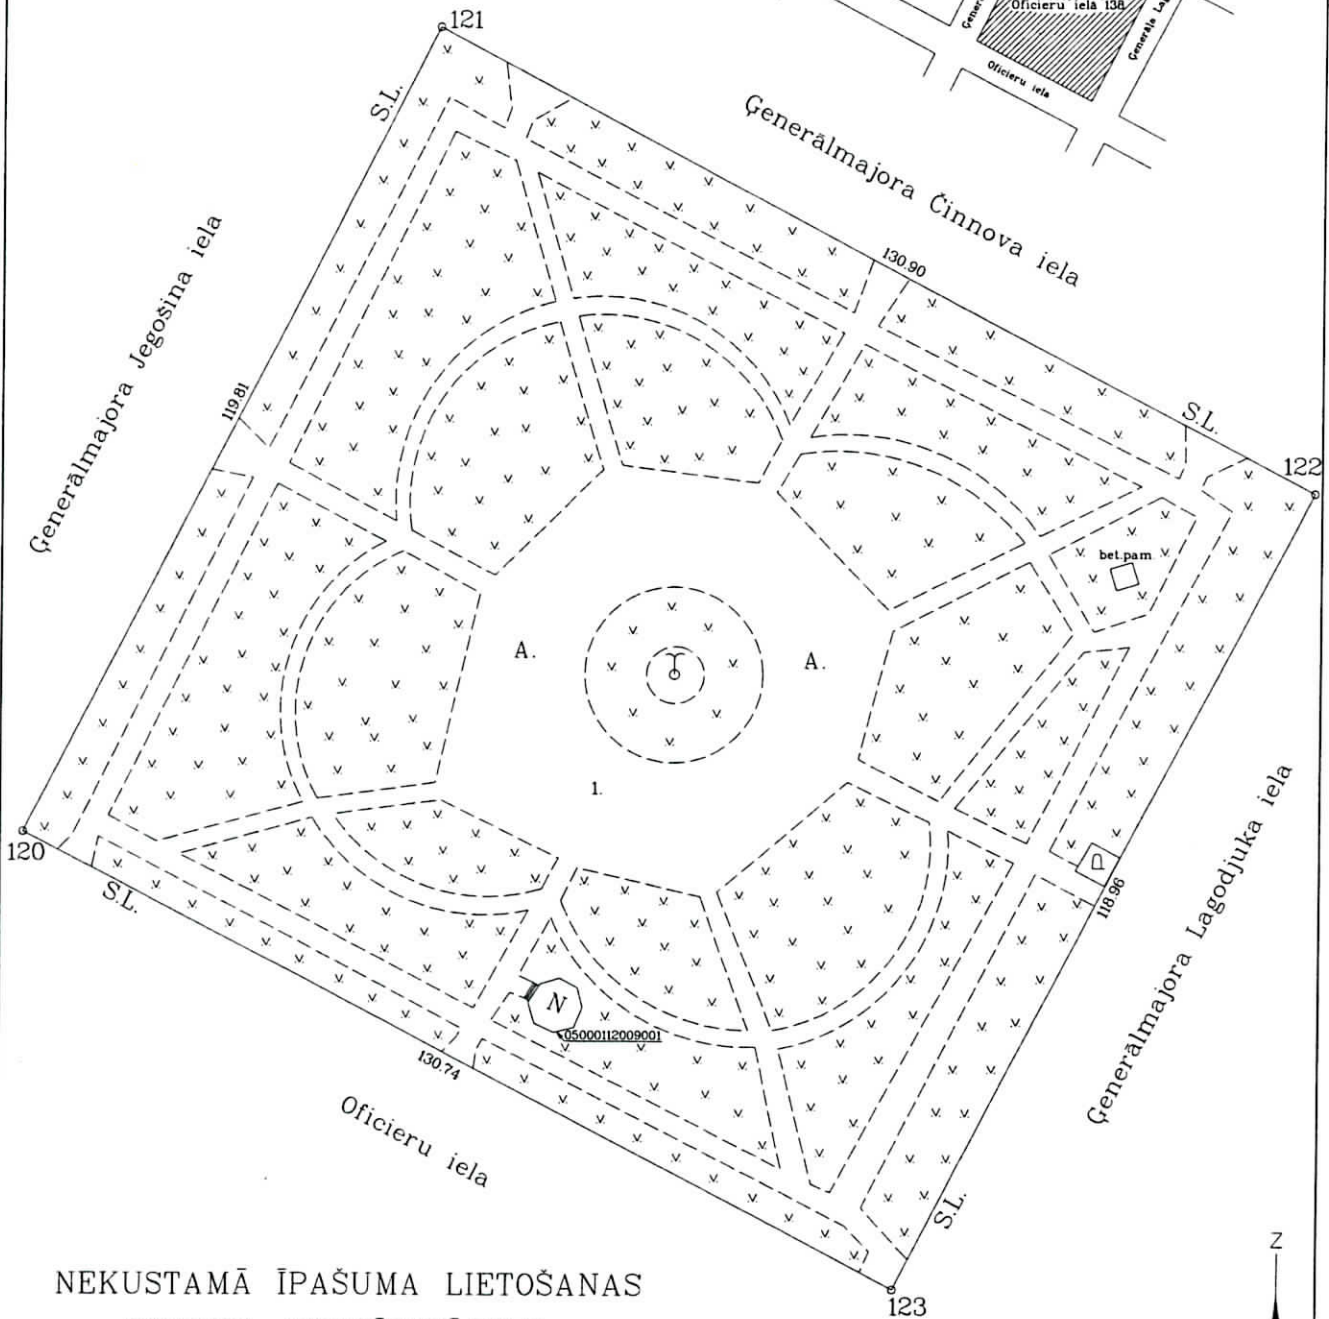 121
Oficieru iela 138
Oficieru iela
S.L.
Ģenerālmajora Činnova iela
130.90
Ģenerālmajora Jegošina iela
119.81
S.L.
122
bet.pam.
A.
A.
1.
120
S.L.
118.96
Ģenerālmajora Lagodjuka iela
N
05000112009001
130.74
Oficieru iela
S.L.
Z
NEKUSTAMĀ ĪPAŠUMA LIETOŠANAS
123